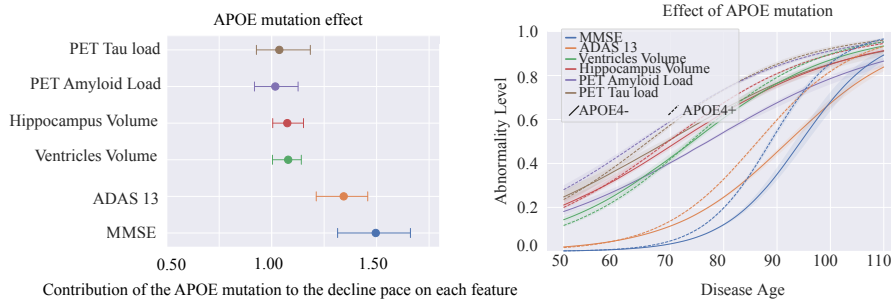 APOE mutation effect
PET Tau load
PET Amyloid Load
Hippocampus Volume
Ventricles Volume
ADAS 13
MMSE
0.50 1.00 1.50
Contribution of the APOE mutation to the decline pace on each feature
Effect of APOE mutation
Abnormality Level
1.0
0.8
0.6
0.4
0.2
0.0
MMSE
ADAS 13
Ventricles Volume
Hippocampus Volume
PET Amyloid Load
PET Tau load
APOE4- APOE4+
50 60 70 80 90 100 110
Disease Age